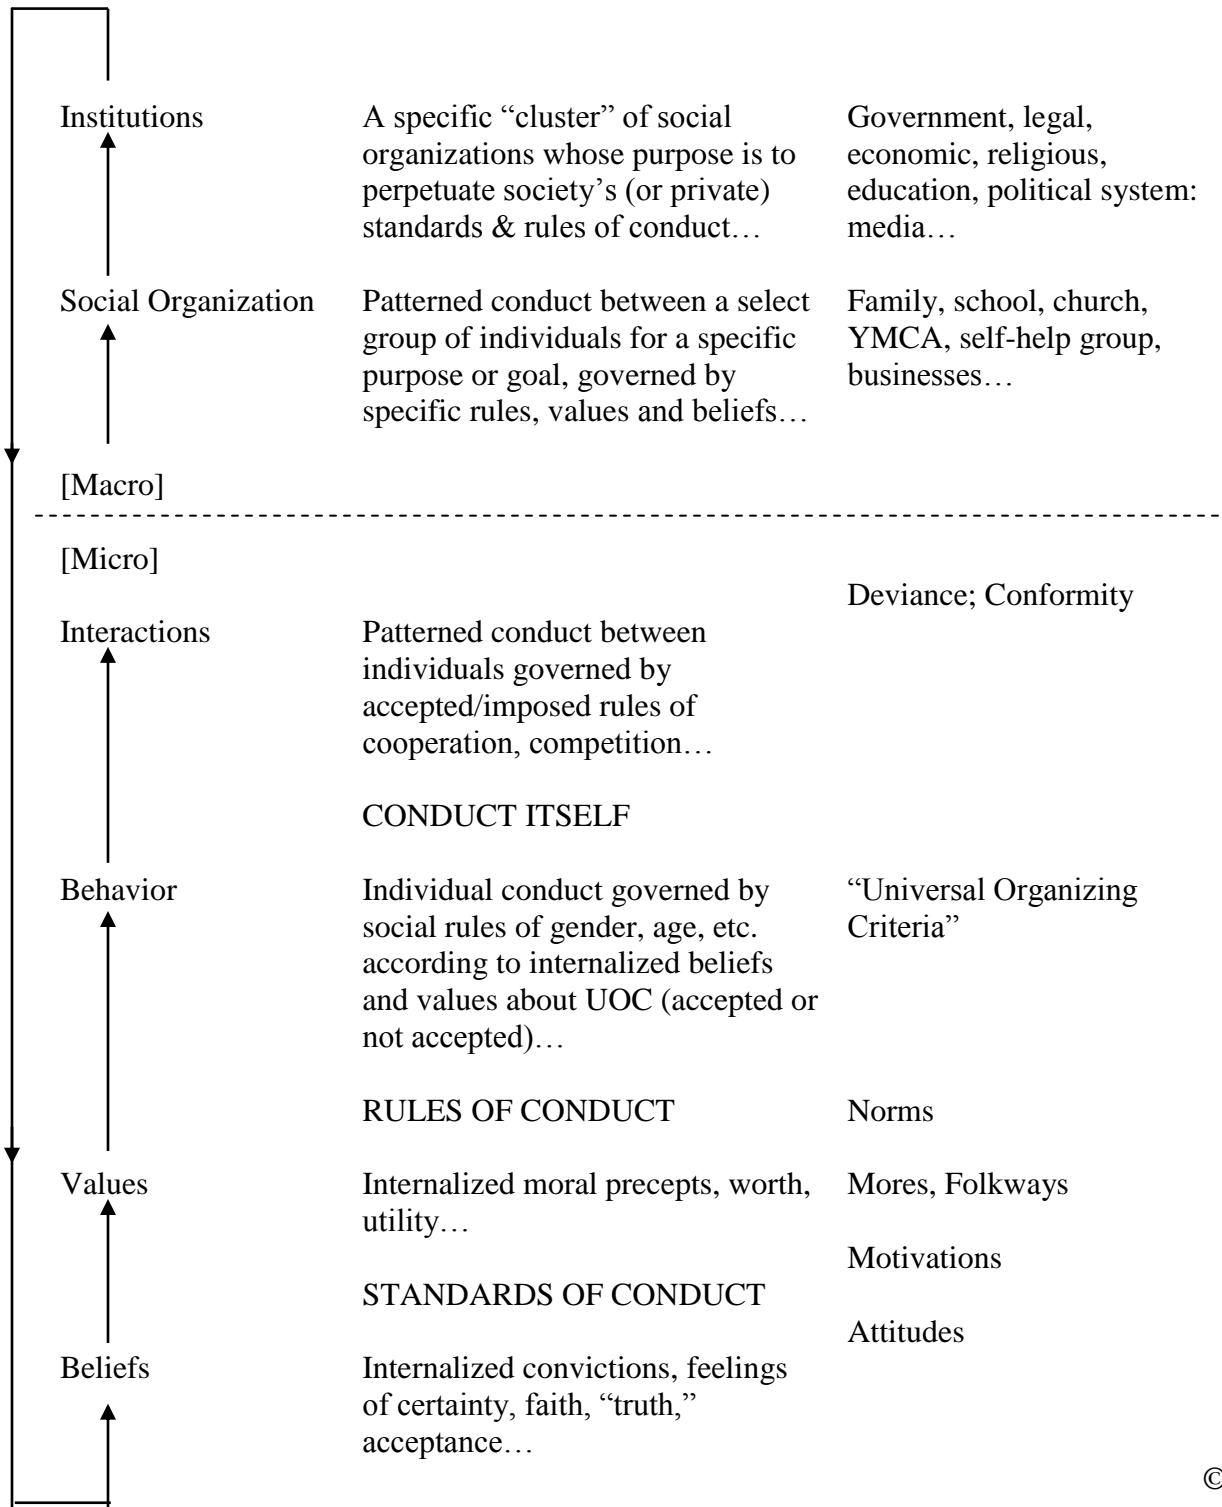 Institutions
A specific “cluster” of social
organizations whose purpose is to
perpetuate society’s (or private)
standards & rules of conduct…
Government, legal,
economic, religious,
education, political system:
media…
Social Organization
Patterned conduct between a select
group of individuals for a specific
purpose or goal, governed by
specific rules, values and beliefs…
Family, school, church,
YMCA, self-help group,
businesses…
[Macro]
[Micro]
Deviance; Conformity
Interactions
Patterned conduct between
individuals governed by
accepted/imposed rules of
cooperation, competition…
CONDUCT ITSELF
Behavior
Individual conduct governed by
social rules of gender, age, etc.
according to internalized beliefs
and values about UOC (accepted or
not accepted)…
“Universal Organizing
Criteria”
RULES OF CONDUCT
Norms
Values
Internalized moral precepts, worth,
utility…
Mores, Folkways
Motivations
STANDARDS OF CONDUCT
Attitudes
Beliefs
Internalized convictions, feelings
of certainty, faith, “truth,”
acceptance…
©